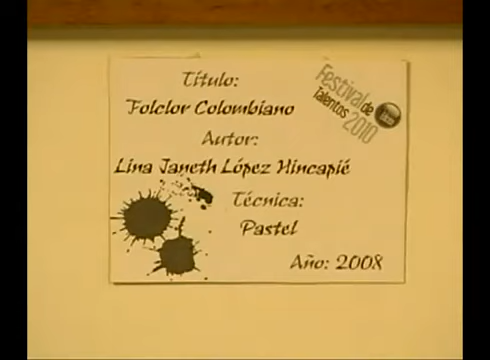 Título:
Folclor Colombiano
Autor:
Lina Janeth López Hincapié
Técnica:
Pastel
Año: 2008
Festival de
Talentos 2010